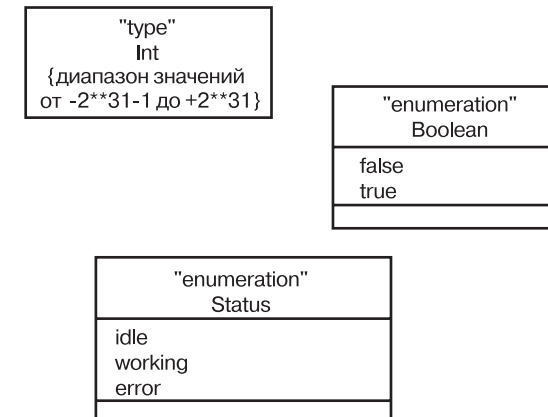 "type"
Int
{диапазон значений
от -2**31-1 до +2**31}
"enumeration"
Boolean
false
true
"enumeration"
Status
idle
working
error